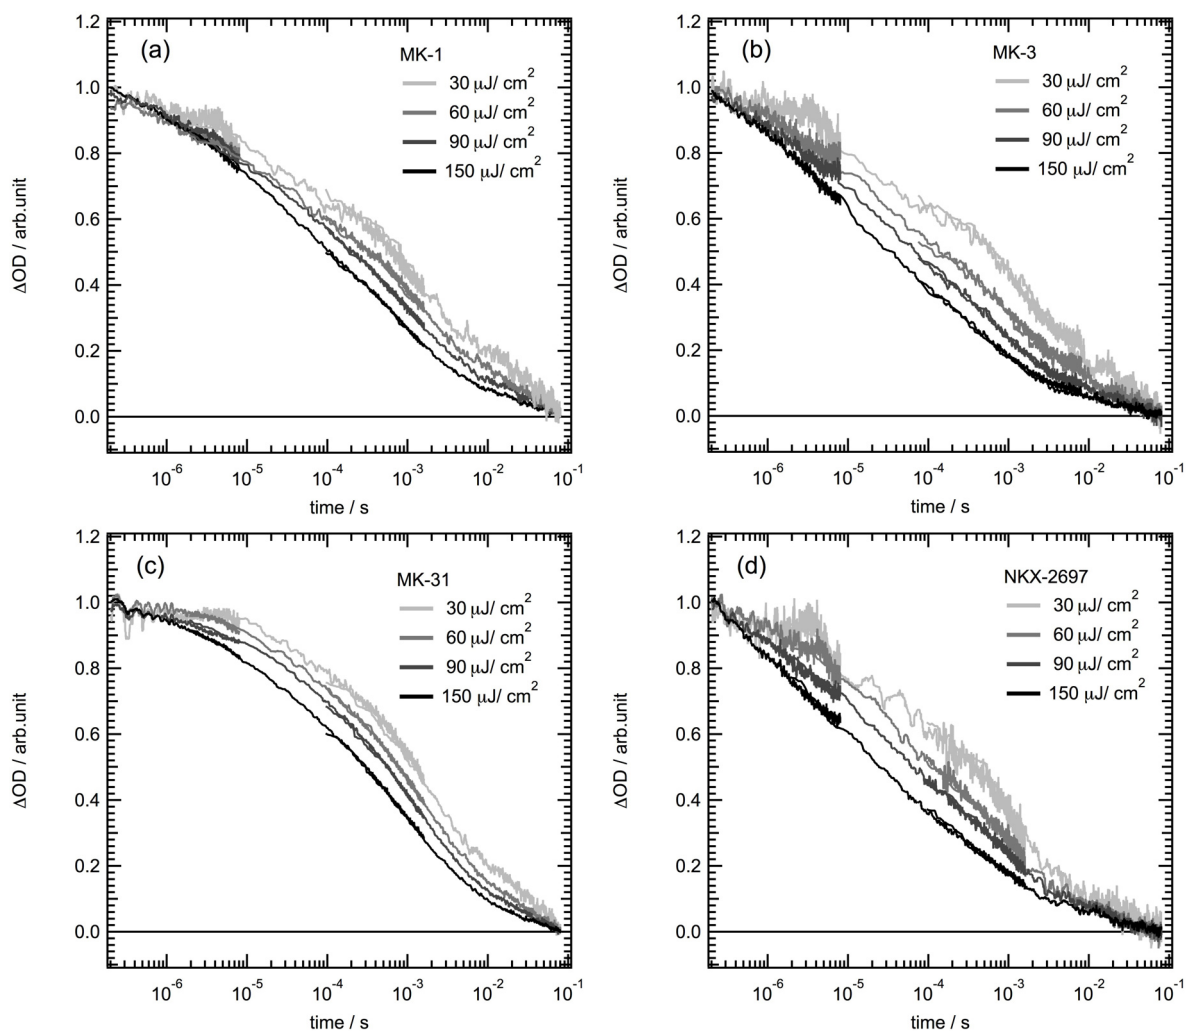 (a)
MK-1
30 μJ/ cm²
60 μJ/ cm²
90 μJ/ cm²
150 μJ/ cm²
1.2
1.0
0.8
0.6
0.4
0.2
0.0
ΔOD / arb.unit
10⁻⁶ 10⁻⁵ 10⁻⁴ 10⁻³ 10⁻² 10⁻¹
time / s
(b)
MK-3
30 μJ/ cm²
60 μJ/ cm²
90 μJ/ cm²
150 μJ/ cm²
1.2
1.0
0.8
0.6
0.4
0.2
0.0
ΔOD / arb.unit
10⁻⁶ 10⁻⁵ 10⁻⁴ 10⁻³ 10⁻² 10⁻¹
time / s
(c)
MK-31
30 μJ/ cm²
60 μJ/ cm²
90 μJ/ cm²
150 μJ/ cm²
1.2
1.0
0.8
0.6
0.4
0.2
0.0
ΔOD / arb.unit
10⁻⁶ 10⁻⁵ 10⁻⁴ 10⁻³ 10⁻² 10⁻¹
time / s
(d)
NKX-2697
30 μJ/ cm²
60 μJ/ cm²
90 μJ/ cm²
150 μJ/ cm²
1.2
1.0
0.8
0.6
0.4
0.2
0.0
ΔOD / arb.unit
10⁻⁶ 10⁻⁵ 10⁻⁴ 10⁻³ 10⁻² 10⁻¹
time / s